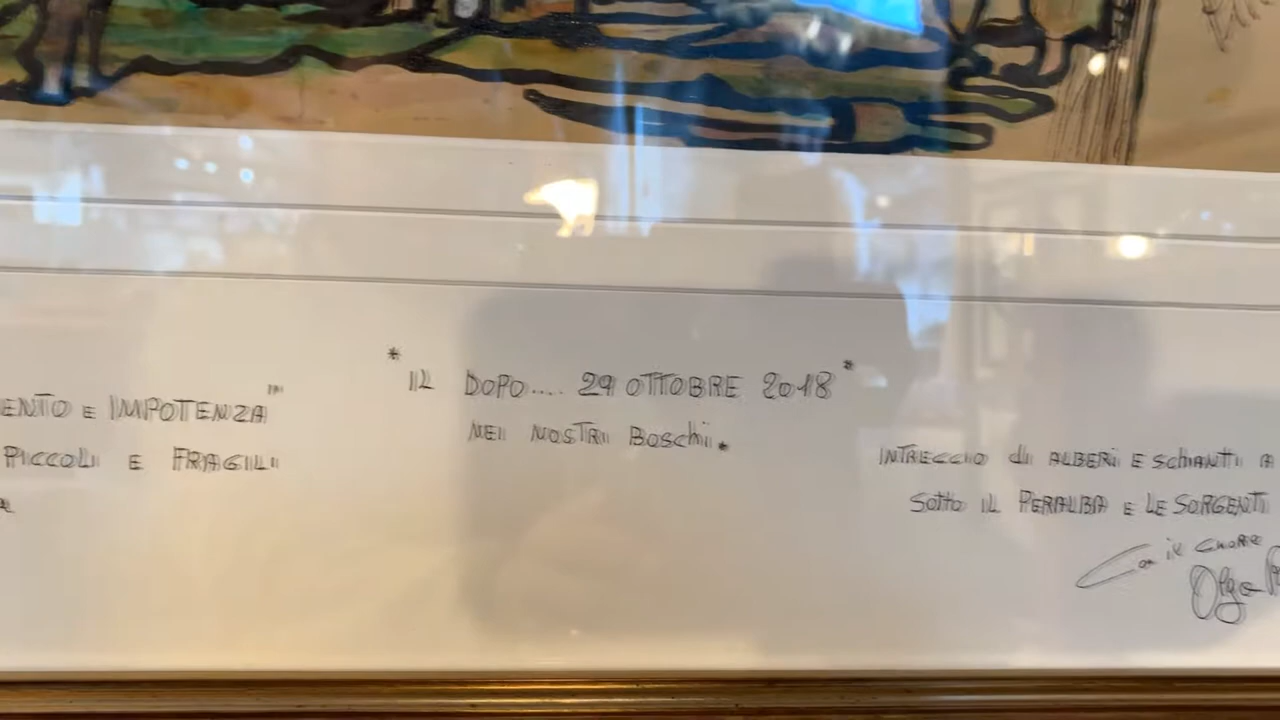 ENTO E IMPOTENZA"
PICCOLI E FRAGILI
"IL DOPO.... 29 OTTOBRE 2018"
NEI NOSTRI Boschi.
INTRECCIO di ALBERI E SCHIANTI A
Sotto IL PERALBA E LE SORGENTI
Con il cuore
Olga